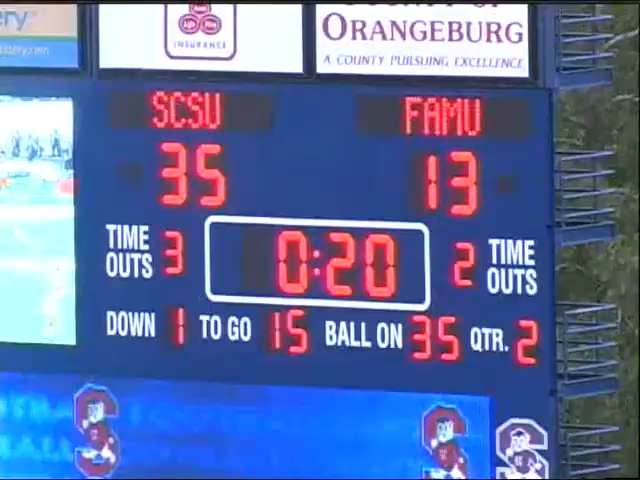 INSURANCE
ORANGEBURG
A COUNTY PURSUING EXCELLENCE
SCSU FAMU
35 13
TIME OUTS 3 0:20 2 TIME OUTS
DOWN 1 TO GO 15 BALL ON 35 QTR. 2